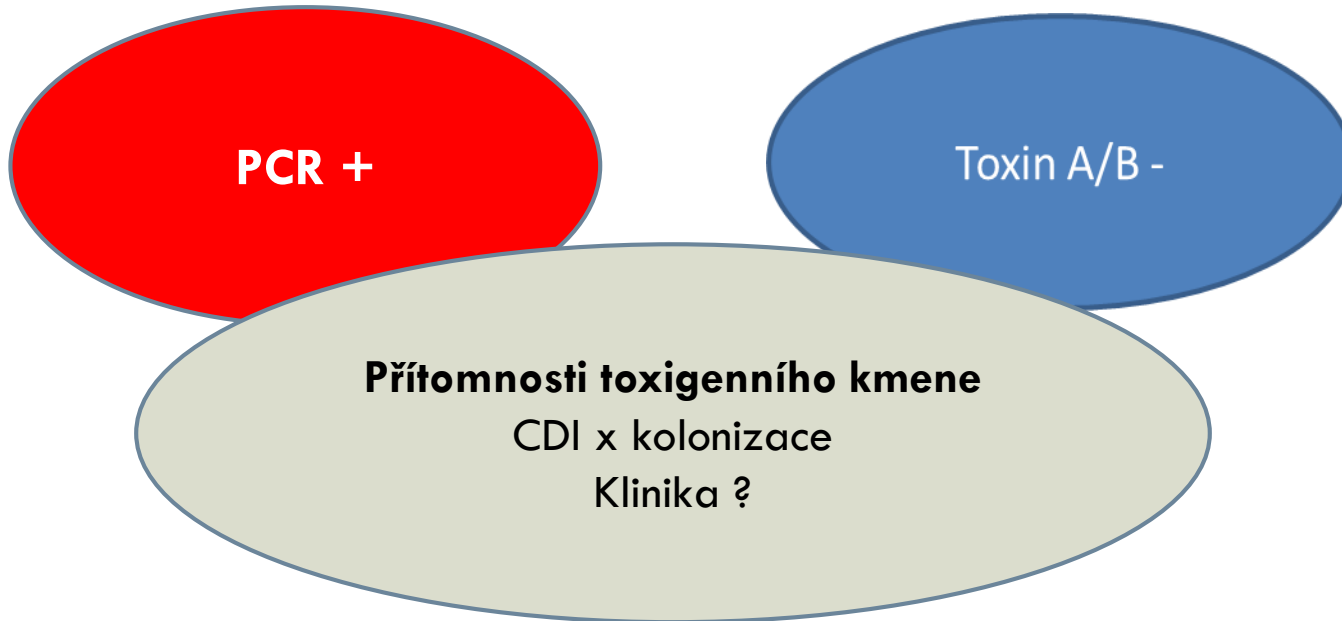 PCR +
Toxin A/B -
Přítomnosti toxigenního kmene
CDI x kolonizace
Klinika ?